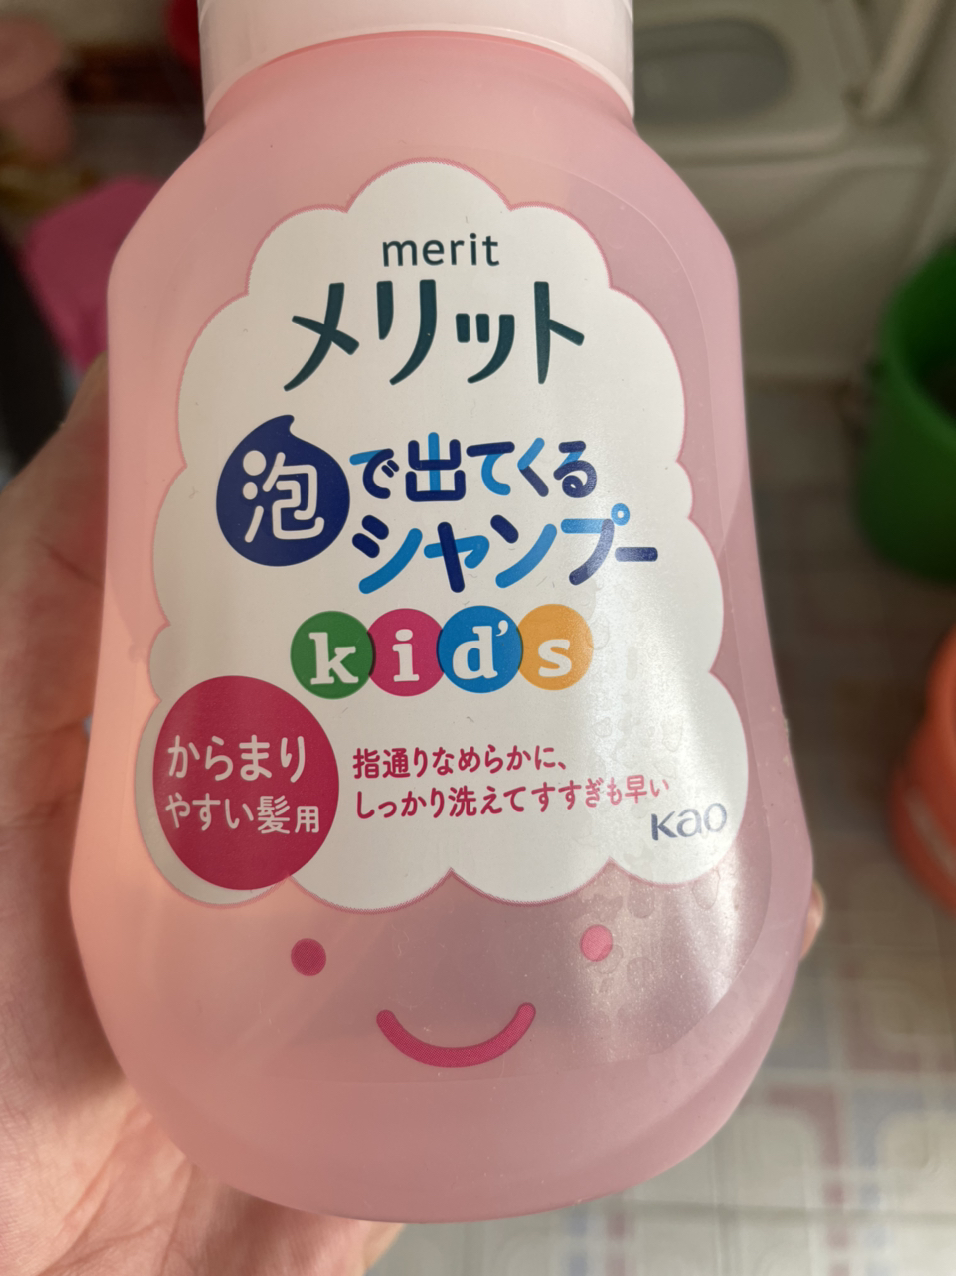 merit
メリット
泡で出てくる
シャンプー
kid's
からまり
やすい髪用
指通りなめらかに、
しっかり洗えてすすぎも早い
Kao